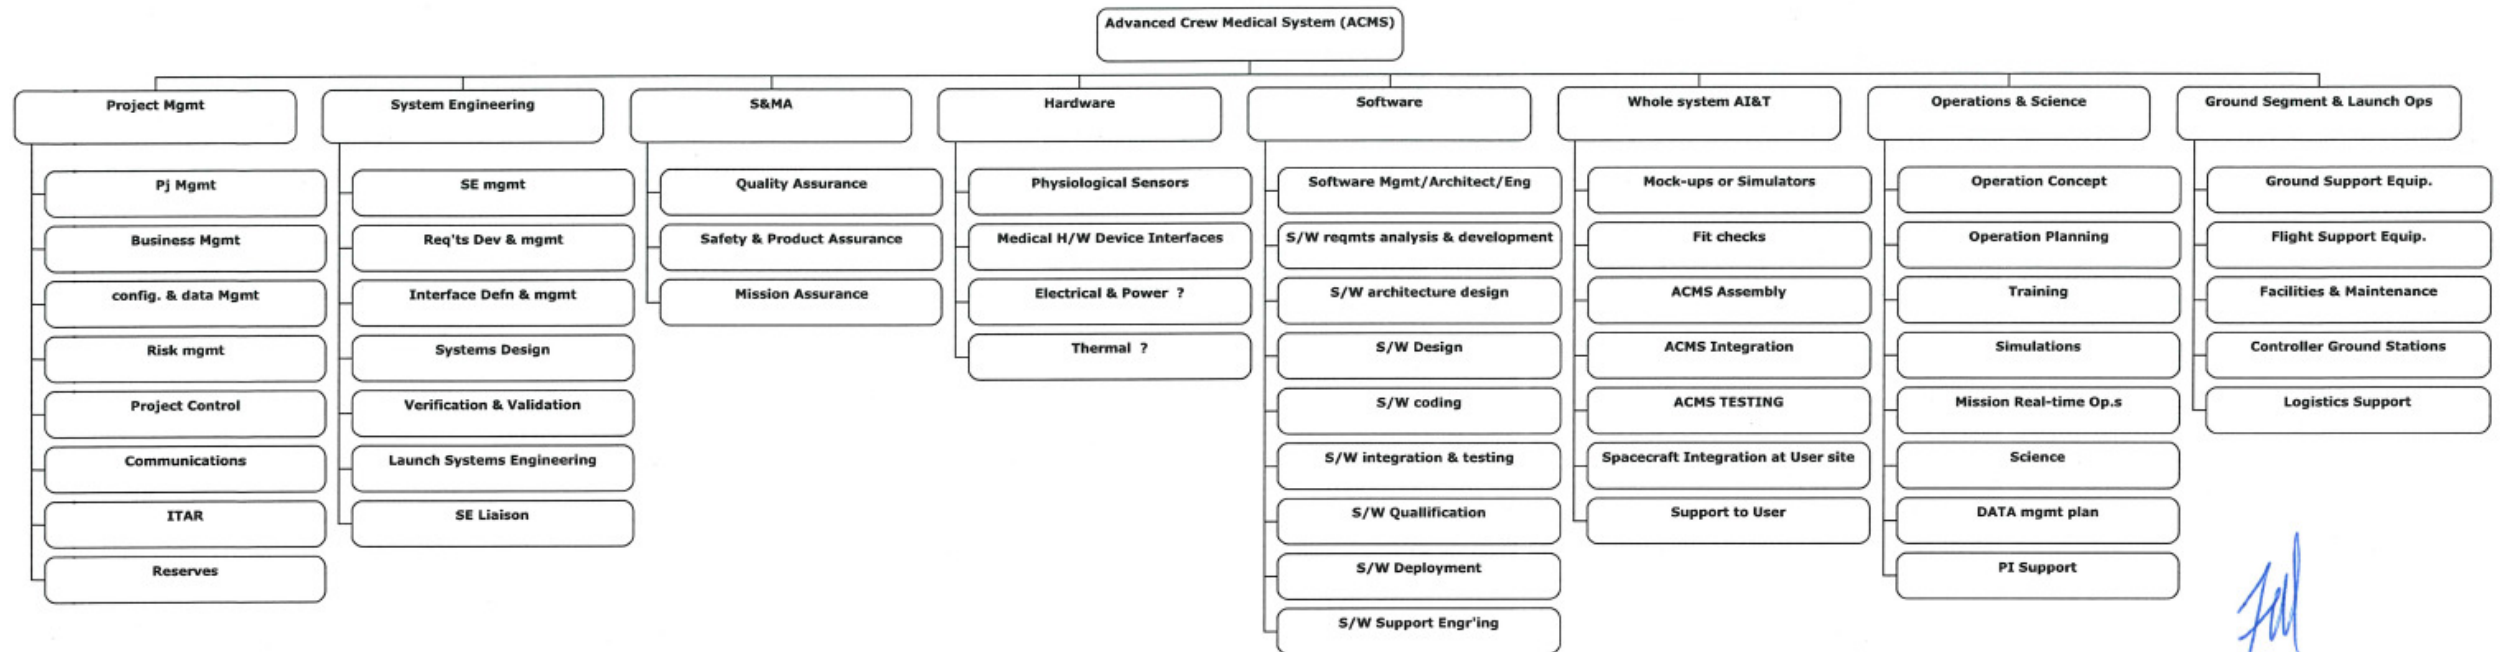 Advanced Crew Medical System (ACMS)
Project Mgmt
Pj Mgmt
Business Mgmt
config. & data Mgmt
Risk mgmt
Project Control
Communications
ITAR
Reserves
System Engineering
SE mgmt
Req'ts Dev & mgmt
Interface Defn & mgmt
Systems Design
Verification & Validation
Launch Systems Engineering
SE Liaison
S&MA
Quality Assurance
Safety & Product Assurance
Mission Assurance
Hardware
Physiological Sensors
Medical H/W Device Interfaces
Electrical & Power ?
Thermal ?
Software
Software Mgmt/Architect/Eng
S/W reqmts analysis & development
S/W architecture design
S/W Design
S/W coding
S/W integration & testing
S/W Quallification
S/W Deployment
S/W Support Engr'ing
Whole system AI&T
Mock-ups or Simulators
Fit checks
ACMS Assembly
ACMS Integration
ACMS TESTING
Spacecraft Integration at User site
Support to User
Operations & Science
Operation Concept
Operation Planning
Training
Simulations
Mission Real-time Op.s
Science
DATA mgmt plan
PI Support
Ground Segment & Launch Ops
Ground Support Equip.
Flight Support Equip.
Facilities & Maintenance
Controller Ground Stations
Logistics Support